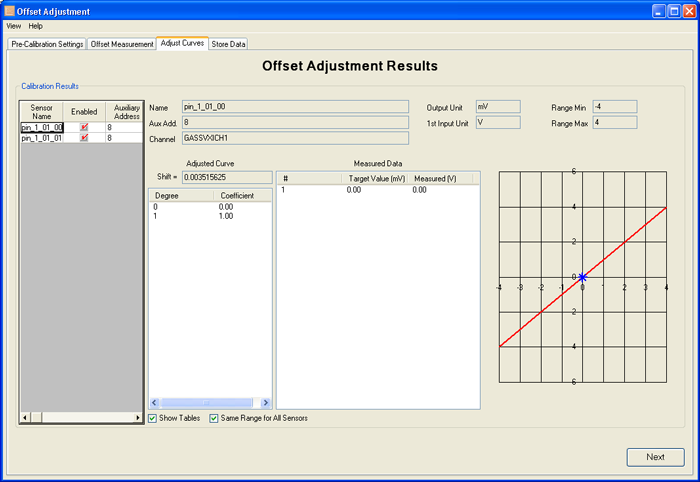 Offset Adjustment
View Help
Pre-Calibration Settings Offset Measurement Adjust Curves Store Data
Offset Adjustment Results
Calibration Results
Sensor Name Enabled Auxiliary Address
pin_1_01_00 8
pin_1_01_01 8
Name pin_1_01_00 Output Unit mV Range Min -4
Aux Add. 8 1st Input Unit V Range Max 4
Channel GASSVXICH1
Adjusted Curve Measured Data
Shift = 0.003515625
Degree Coefficient
0 0.00
1 1.00
# Target Value (mV) Measured (V)
1 0.00 0.00
6
4
2
0
-4 -3 -2 -1 0 1 2 3 4
2
4
6
Show Tables Same Range for All Sensors
Next